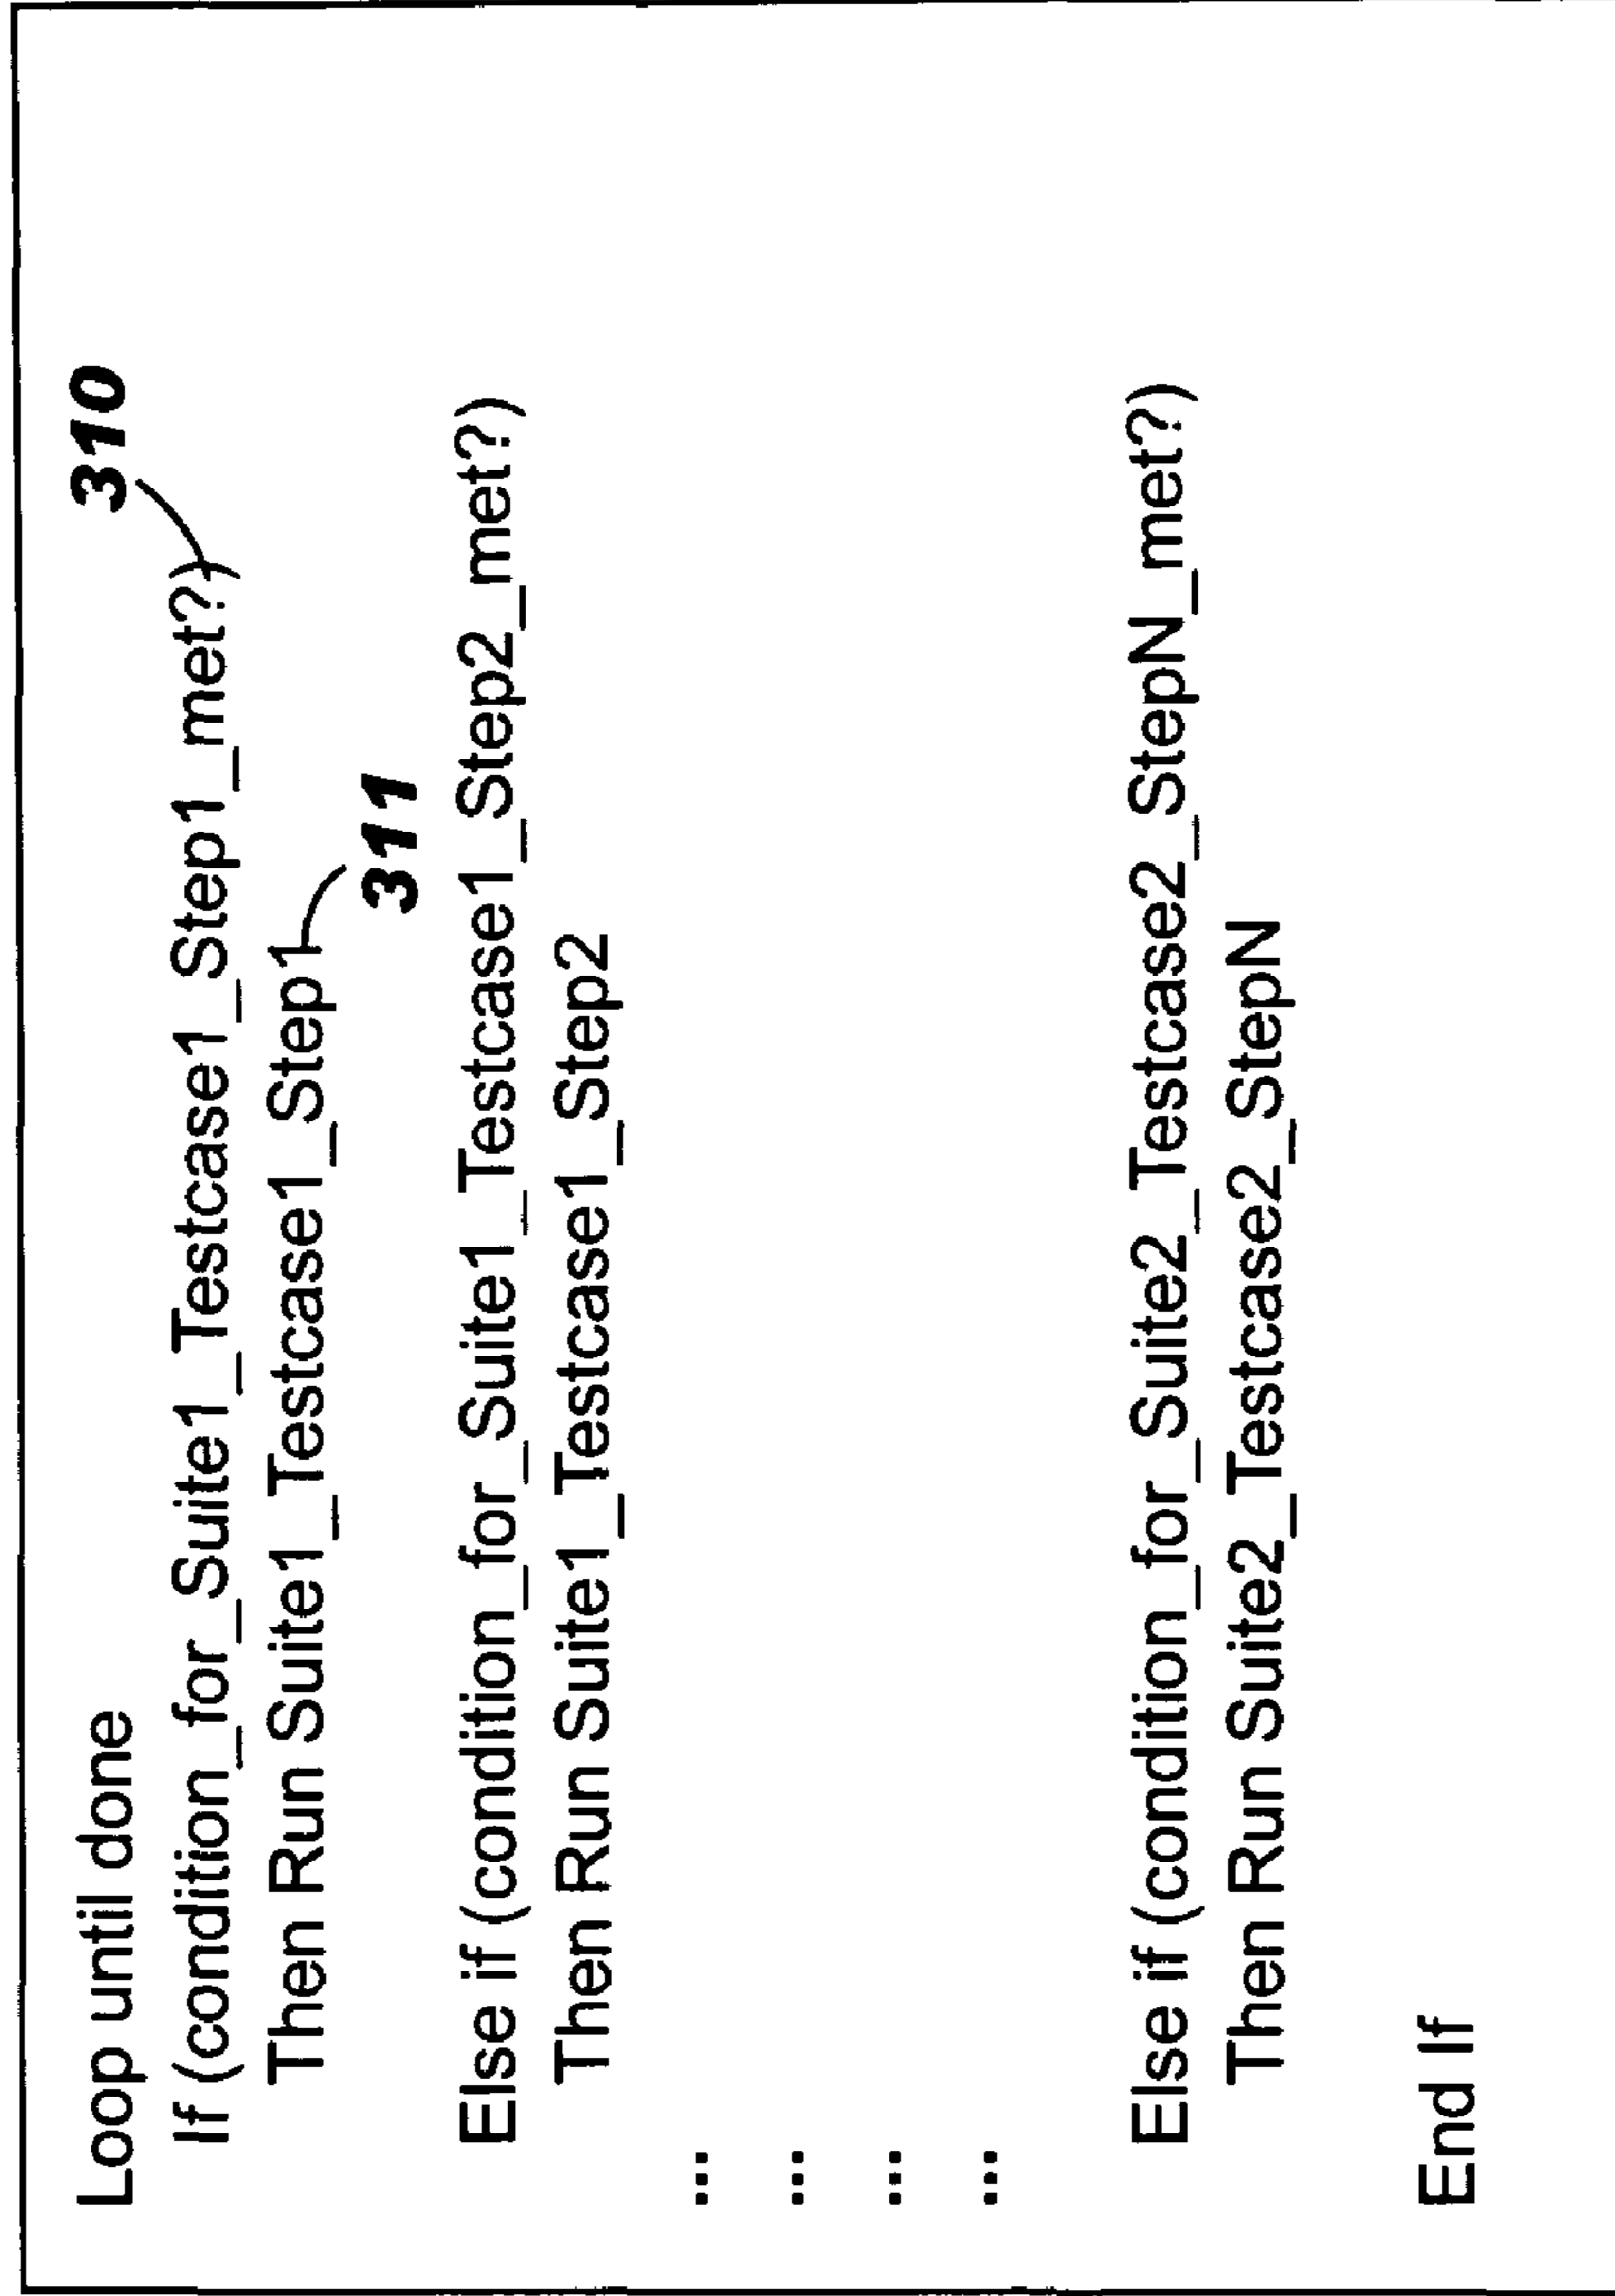 Loop until done
310
If (condition_for_Suite1_Testcase1_Step1_met?)
Then Run Suite1_Testcase1_Step1
311
Else if (condition_for_Suite1_Testcase1_Step2_met?)
Then Run Suite1_Testcase1_Step2
...
...
...
...
Else if (condition_for_Suite2_Testcase2_StepN_met?)
Then Run Suite2_Testcase2_StepN
End If